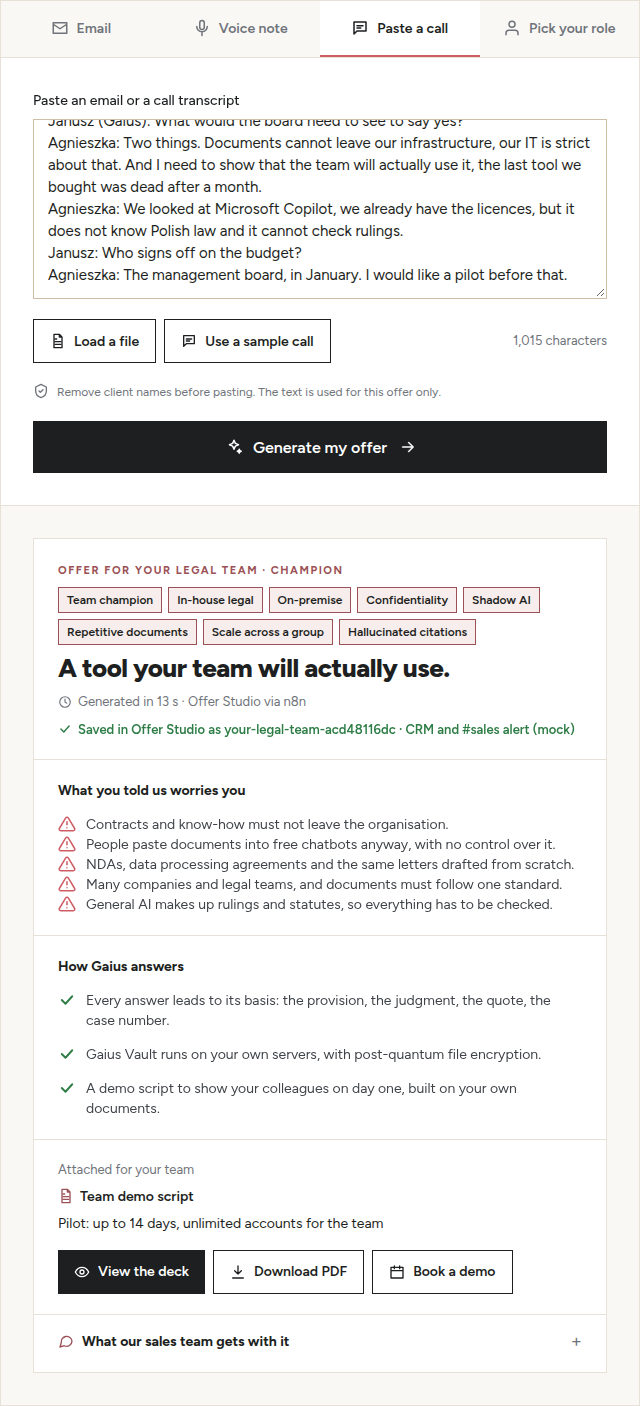 Email
Voice note
Paste a call
Pick your role
Paste an email or a call transcript
Janusz (Gaius): What would the board need to see to say yes?
Agnieszka: Two things. Documents cannot leave our infrastructure, our IT is strict
about that. And I need to show that the team will actually use it, the last tool we
bought was dead after a month.
Agnieszka: We looked at Microsoft Copilot, we already have the licences, but it
does not know Polish law and it cannot check rulings.
Janusz: Who signs off on the budget?
Agnieszka: The management board, in January. I would like a pilot before that.
Load a file
Use a sample call
1,015 characters
Remove client names before pasting. The text is used for this offer only.
Generate my offer
OFFER FOR YOUR LEGAL TEAM · CHAMPION
Team champion
In-house legal
On-premise
Confidentiality
Shadow AI
Repetitive documents
Scale across a group
Hallucinated citations
A tool your team will actually use.
Generated in 13 s · Offer Studio via n8n
Saved in Offer Studio as your-legal-team-acd48116dc · CRM and #sales alert (mock)
What you told us worries you
Contracts and know-how must not leave the organisation.
People paste documents into free chatbots anyway, with no control over it.
NDAs, data processing agreements and the same letters drafted from scratch.
Many companies and legal teams, and documents must follow one standard.
General AI makes up rulings and statutes, so everything has to be checked.
How Gaius answers
Every answer leads to its basis: the provision, the judgment, the quote, the
case number.
Gaius Vault runs on your own servers, with post-quantum file encryption.
A demo script to show your colleagues on day one, built on your own
documents.
Attached for your team
Team demo script
Pilot: up to 14 days, unlimited accounts for the team
View the deck
Download PDF
Book a demo
What our sales team gets with it
+